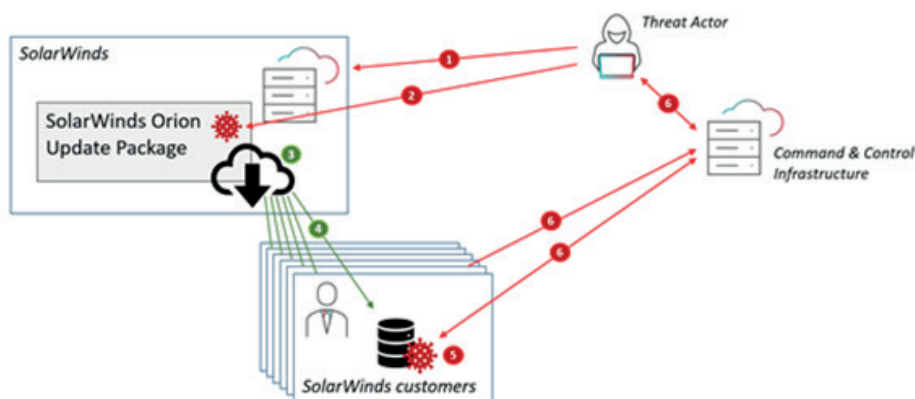 SolarWinds
SolarWinds Orion
Update Package
Threat Actor
1
2
6
3
Command & Control
Infrastructure
4
6
6
5
SolarWinds customers